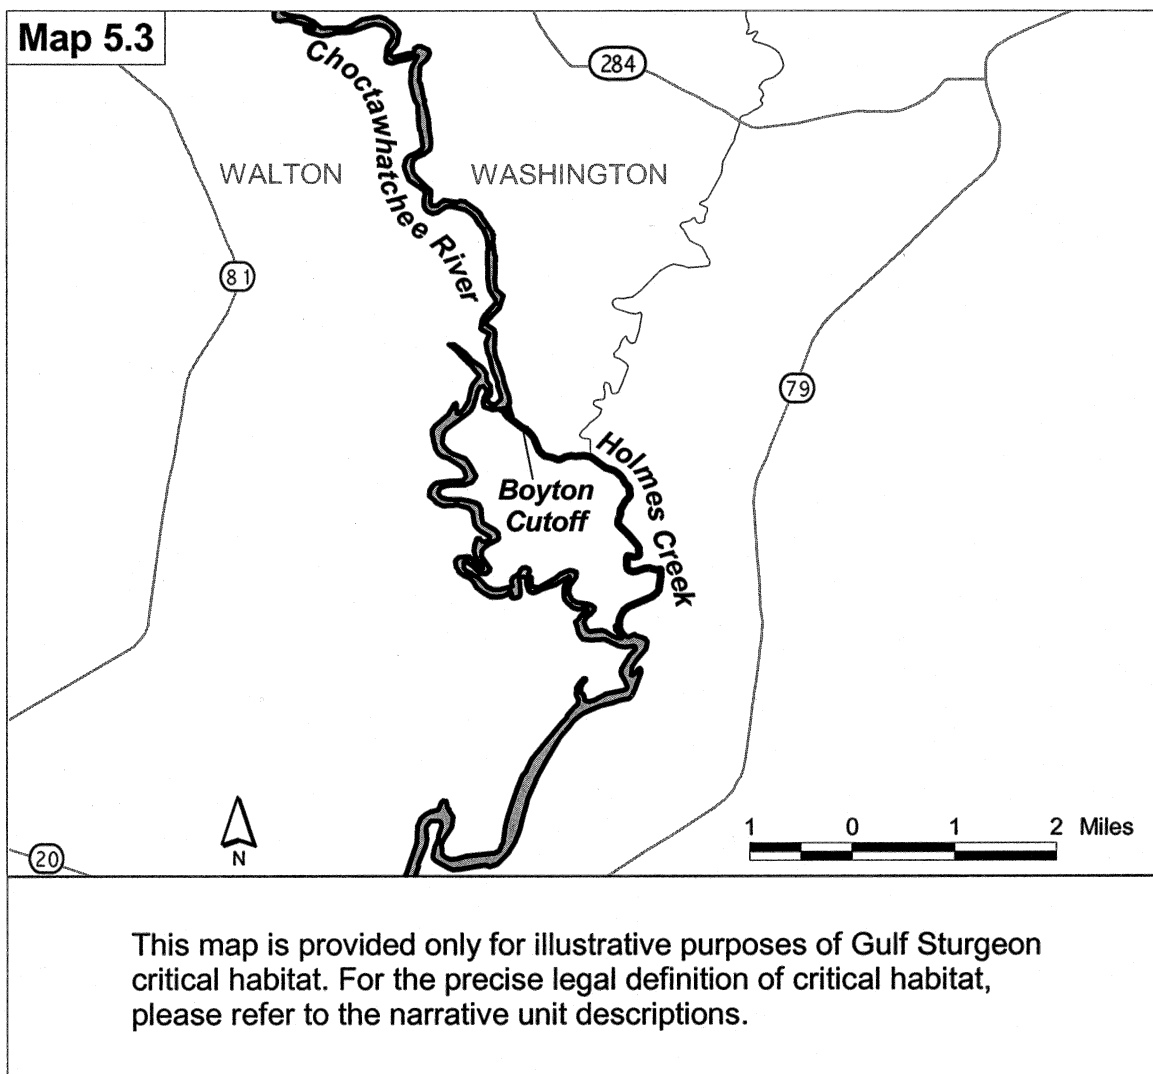 Map 5.3
Choctawhatchee River
284
WALTON
WASHINGTON
81
79
Holmes Creek
Boyton
Cutoff
1 0 1 2 Miles
N
20
This map is provided only for illustrative purposes of Gulf Sturgeon
critical habitat. For the precise legal definition of critical habitat,
please refer to the narrative unit descriptions.